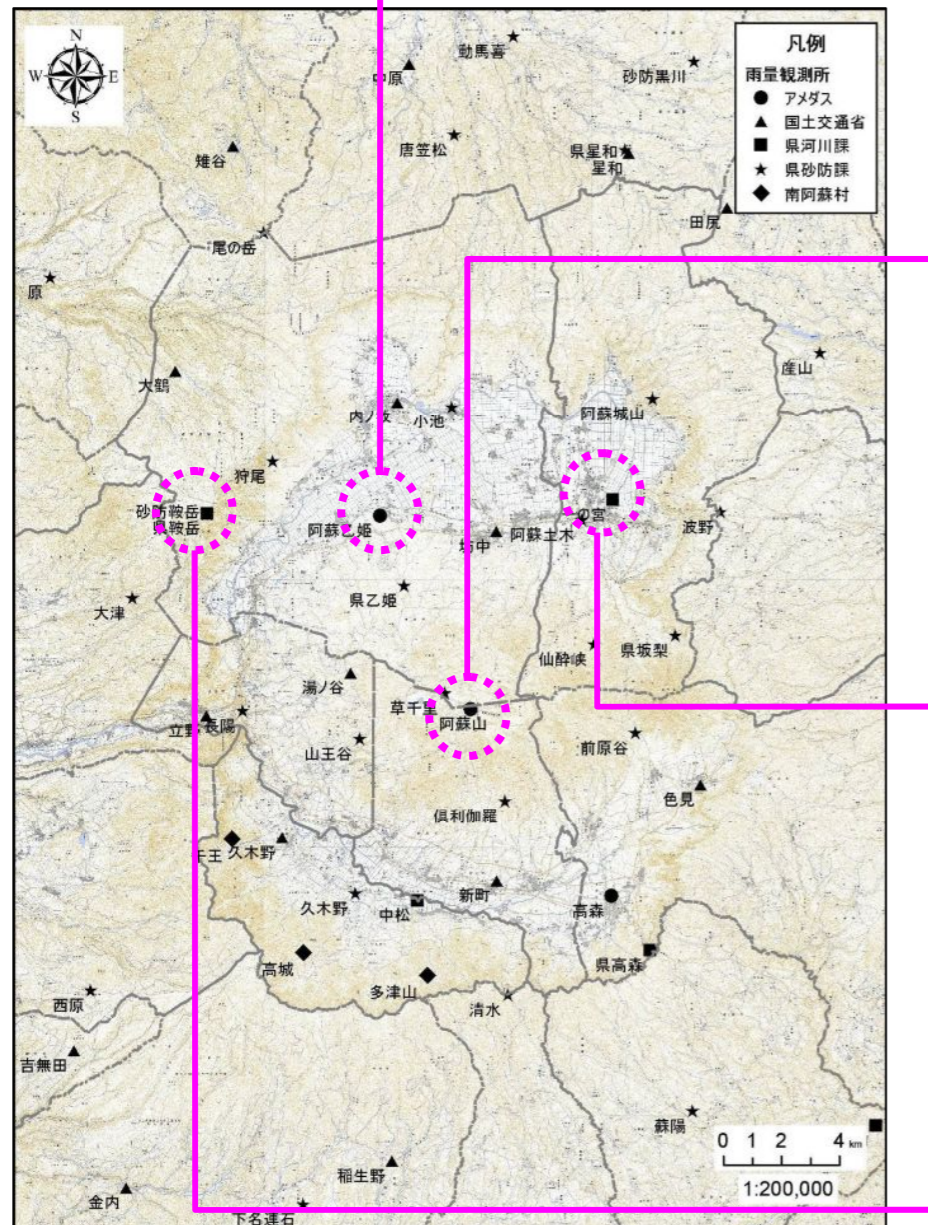 N
W
E
S
凡例
雨量観測所
アメダス
国土交通省
県河川課
県砂防課
南阿蘇村
動馬喜
中原
砂防黒川
唐笠松
県星和
星和
雉谷
田尻
尾の岳
原
産山
大鶴
内ノ牧
小池
阿蘇城山
狩尾
砂防鞍岳
県鞍岳
阿蘇乙姫
坊中
阿蘇土木
の宮
波野
県乙姫
大津
仙酔峡
県坂梨
湯ノ谷
草千里
阿蘇山
立野
長陽
山王谷
前原谷
色見
倶利伽羅
久木野
新町
久木野
中松
高森
高城
県高森
多津山
清水
西原
吉無田
蘇陽
0 1 2 4 km
1:200,000
稲生野
金内
下名連石